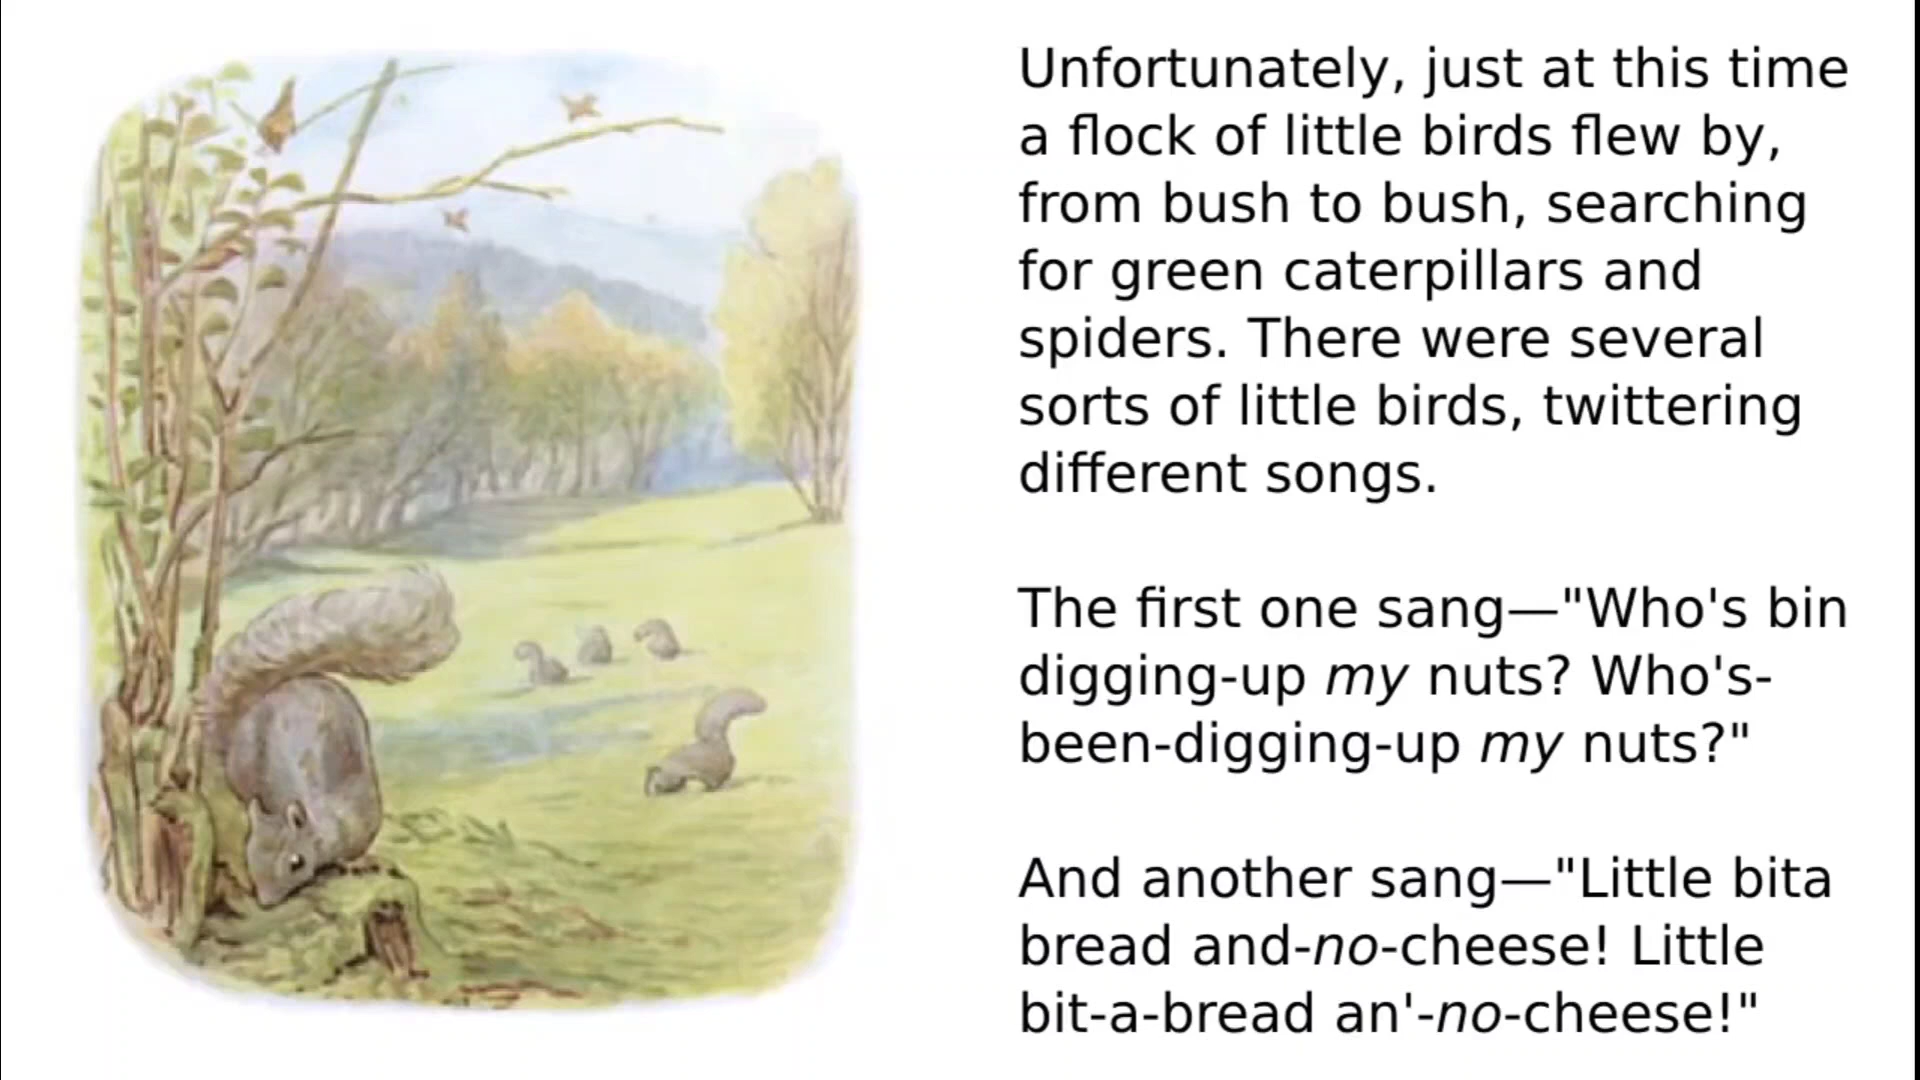 Unfortunately, just at this time
a flock of little birds flew by,
from bush to bush, searching
for green caterpillars and
spiders. There were several
sorts of little birds, twittering
different songs.
The first one sang—"Who's bin
digging-up my nuts? Who's-
been-digging-up my nuts?"
And another sang—"Little bita
bread and-no-cheese! Little
bit-a-bread an'-no-cheese!"